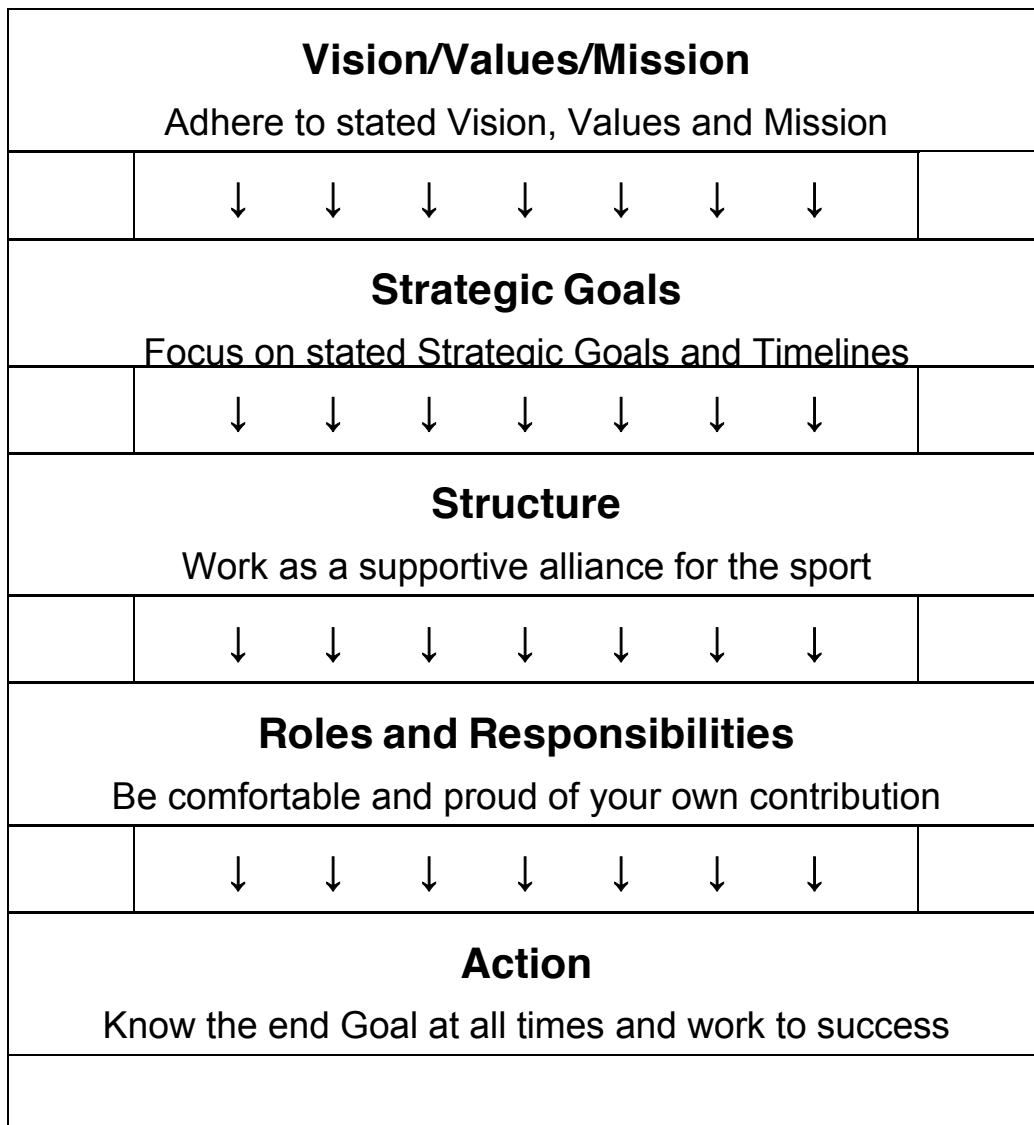 Vision/Values/Mission
Adhere to stated Vision, Values and Mission
↓ ↓ ↓ ↓ ↓ ↓ ↓
Strategic Goals
Focus on stated Strategic Goals and Timelines
↓ ↓ ↓ ↓ ↓ ↓ ↓
Structure
Work as a supportive alliance for the sport
↓ ↓ ↓ ↓ ↓ ↓ ↓
Roles and Responsibilities
Be comfortable and proud of your own contribution
↓ ↓ ↓ ↓ ↓ ↓ ↓
Action
Know the end Goal at all times and work to success